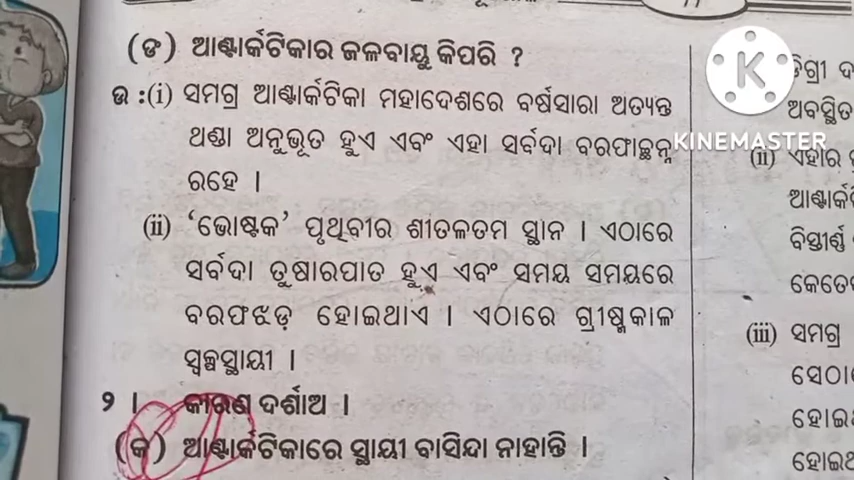 (ଙ) ଆଣ୍ଟାର୍କଟିକାର ଜଳବାୟୁ କିପରି ?
ଉ : (i) ସମଗ୍ର ଆଣ୍ଟାର୍କଟିକା ମହାଦେଶରେ ବର୍ଷସାରା ଅତ୍ୟନ୍ତ
ଥଣ୍ଡା ଅନୁଭୂତ ହୁଏ ଏବଂ ଏହା ସର୍ବଦା ବରଫାଚ୍ଛନ୍ନ
ରହେ ।
(ii) ‘ଭୋଷ୍ଟକ’ ପୃଥିବୀର ଶୀତଳତମ ସ୍ଥାନ । ଏଠାରେ
ସର୍ବଦା ତୁଷାରପାତ ହୁଏ ଏବଂ ସମୟ ସମୟରେ
ବରଫଝଡ଼ ହୋଇଥାଏ । ଏଠାରେ ଗ୍ରୀଷ୍ମକାଳ
ସ୍ୱଳ୍ପସ୍ଥାୟୀ ।
୨ । କାରଣ ଦର୍ଶାଅ ।
(କ) ଆଣ୍ଟାର୍କଟିକାରେ ସ୍ଥାୟୀ ବାସିନ୍ଦା ନାହାନ୍ତି ।
ଅବସ୍ଥିତ
(ii) ଏହାର
ବିସ୍ତୀର୍ଣ୍ଣ
(iii) ସମଗ୍ର
K
KINEMASTER